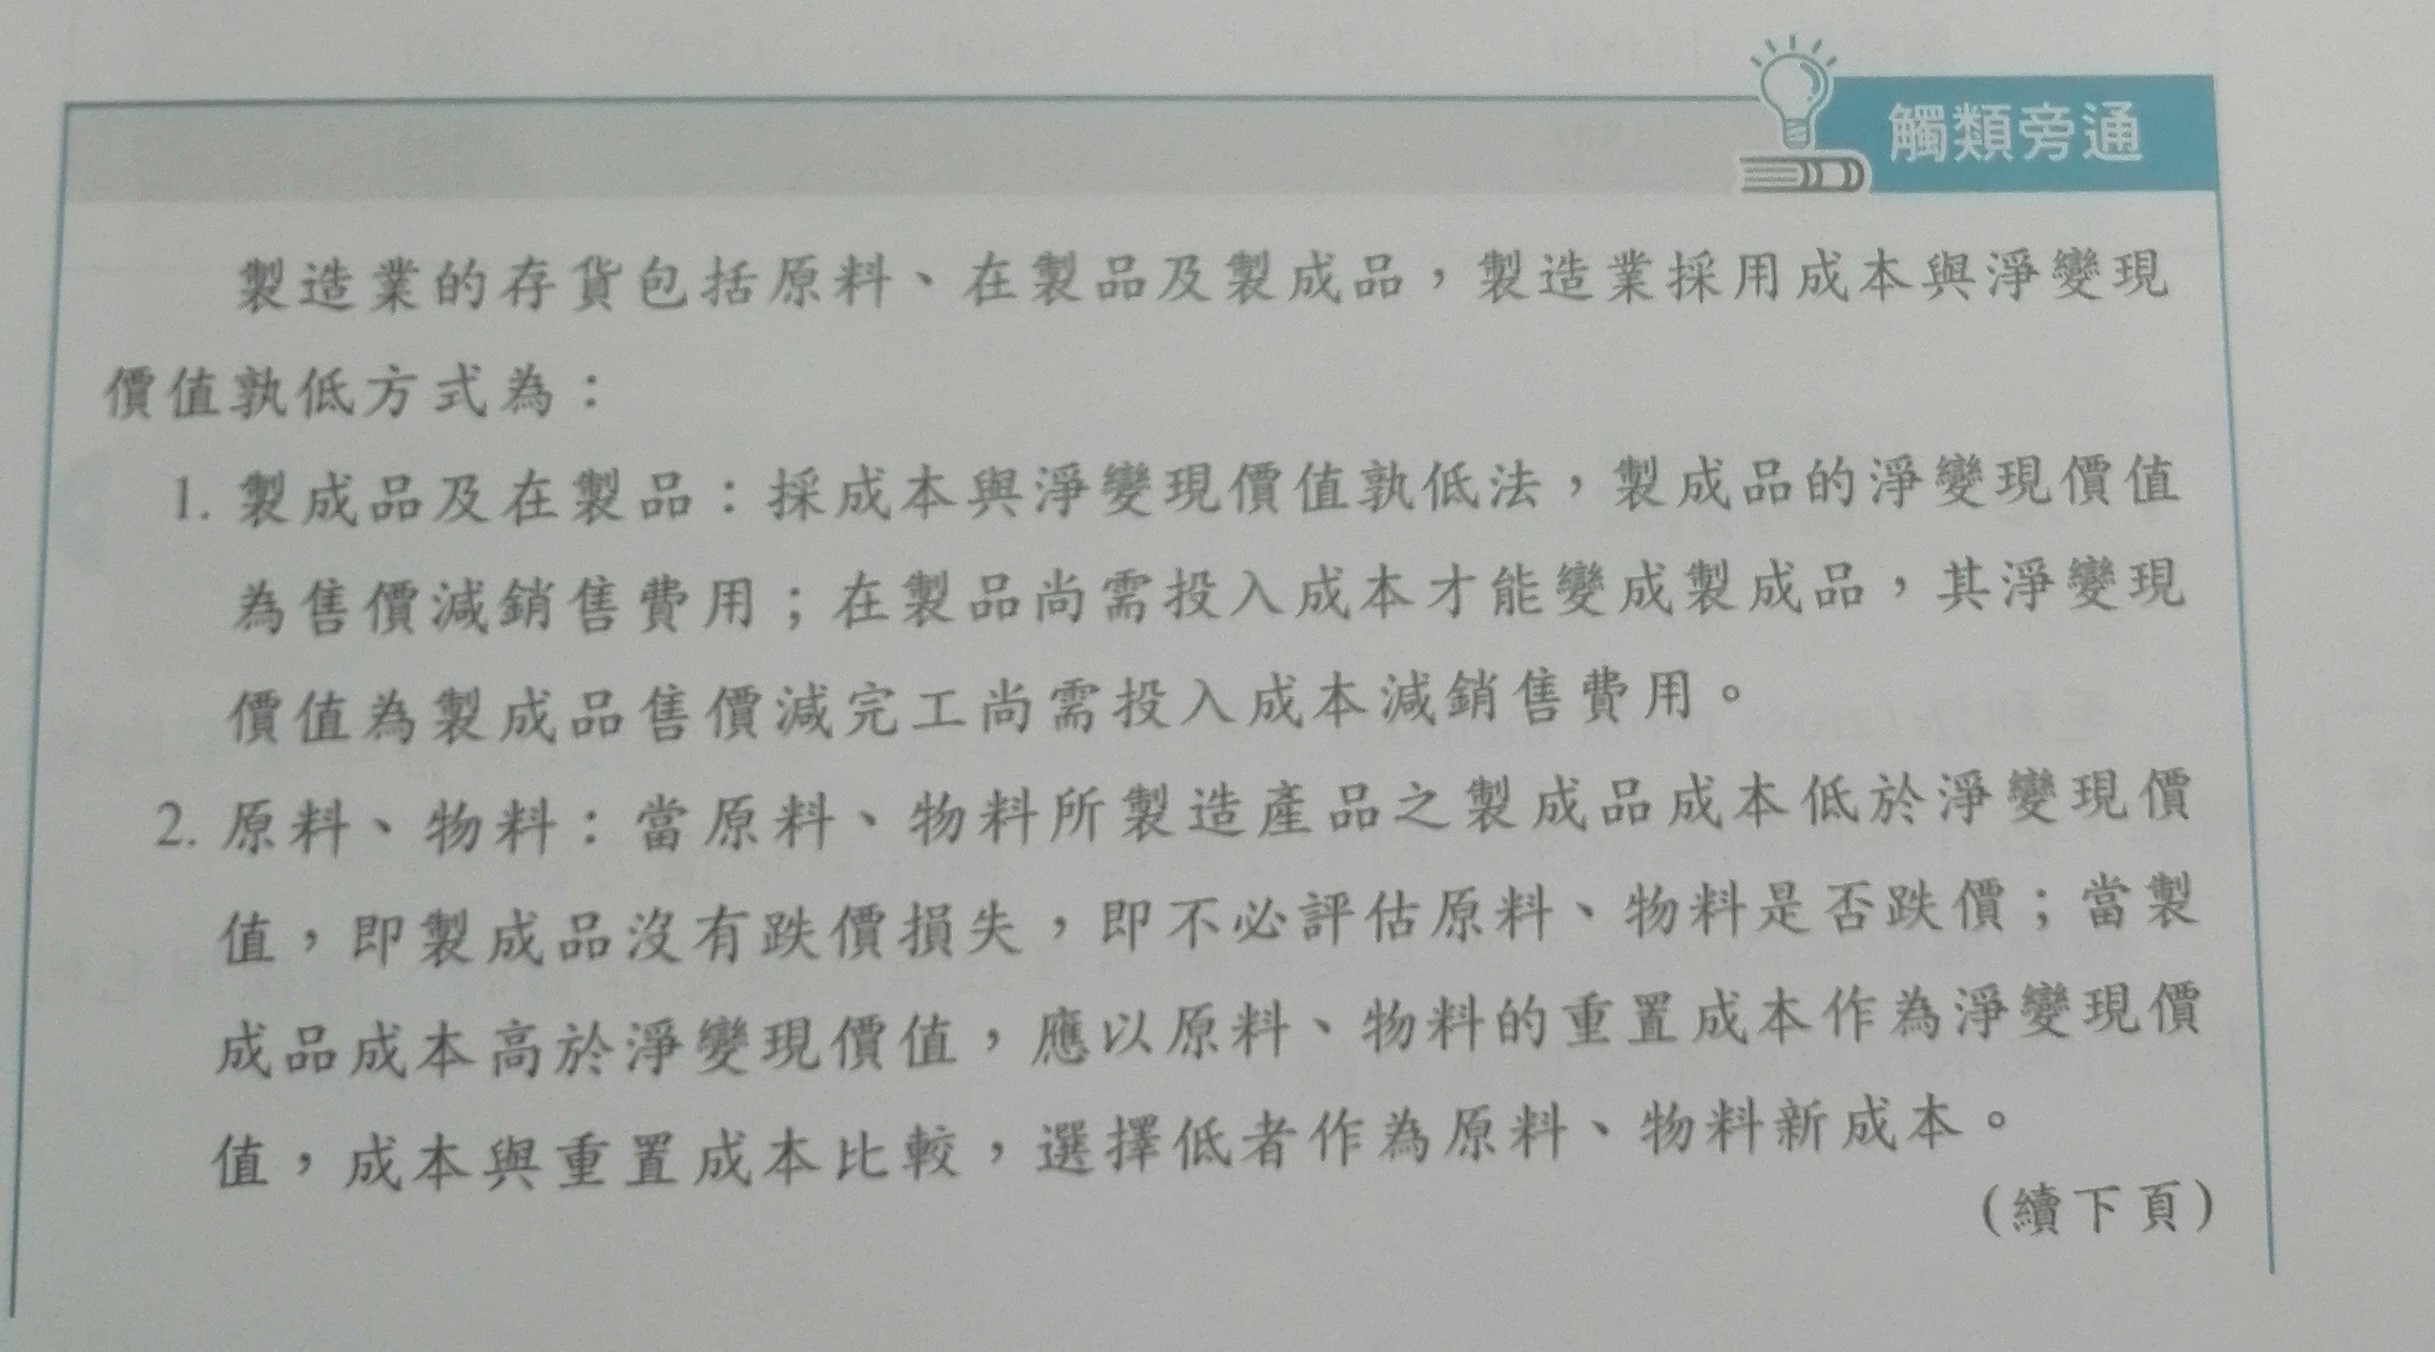 觸類旁通
製造業的存貨包括原料、在製品及製成品，製造業採用成本與淨變現
價值孰低方式為：
1. 製成品及在製品：採成本與淨變現價值孰低法，製成品的淨變現價值
為售價減銷售費用；在製品尚需投入成本才能變成製成品，其淨變現
價值為製成品售價減完工尚需投入成本減銷售費用。
2. 原料、物料：當原料、物料所製造產品之製成品成本低於淨變現價
值，即製成品沒有跌價損失，即不必評估原料、物料是否跌價；當製
成品成本高於淨變現價值，應以原料、物料的重置成本作為淨變現價
值，成本與重置成本比較，選擇低者作為原料、物料新成本。
(續下頁)